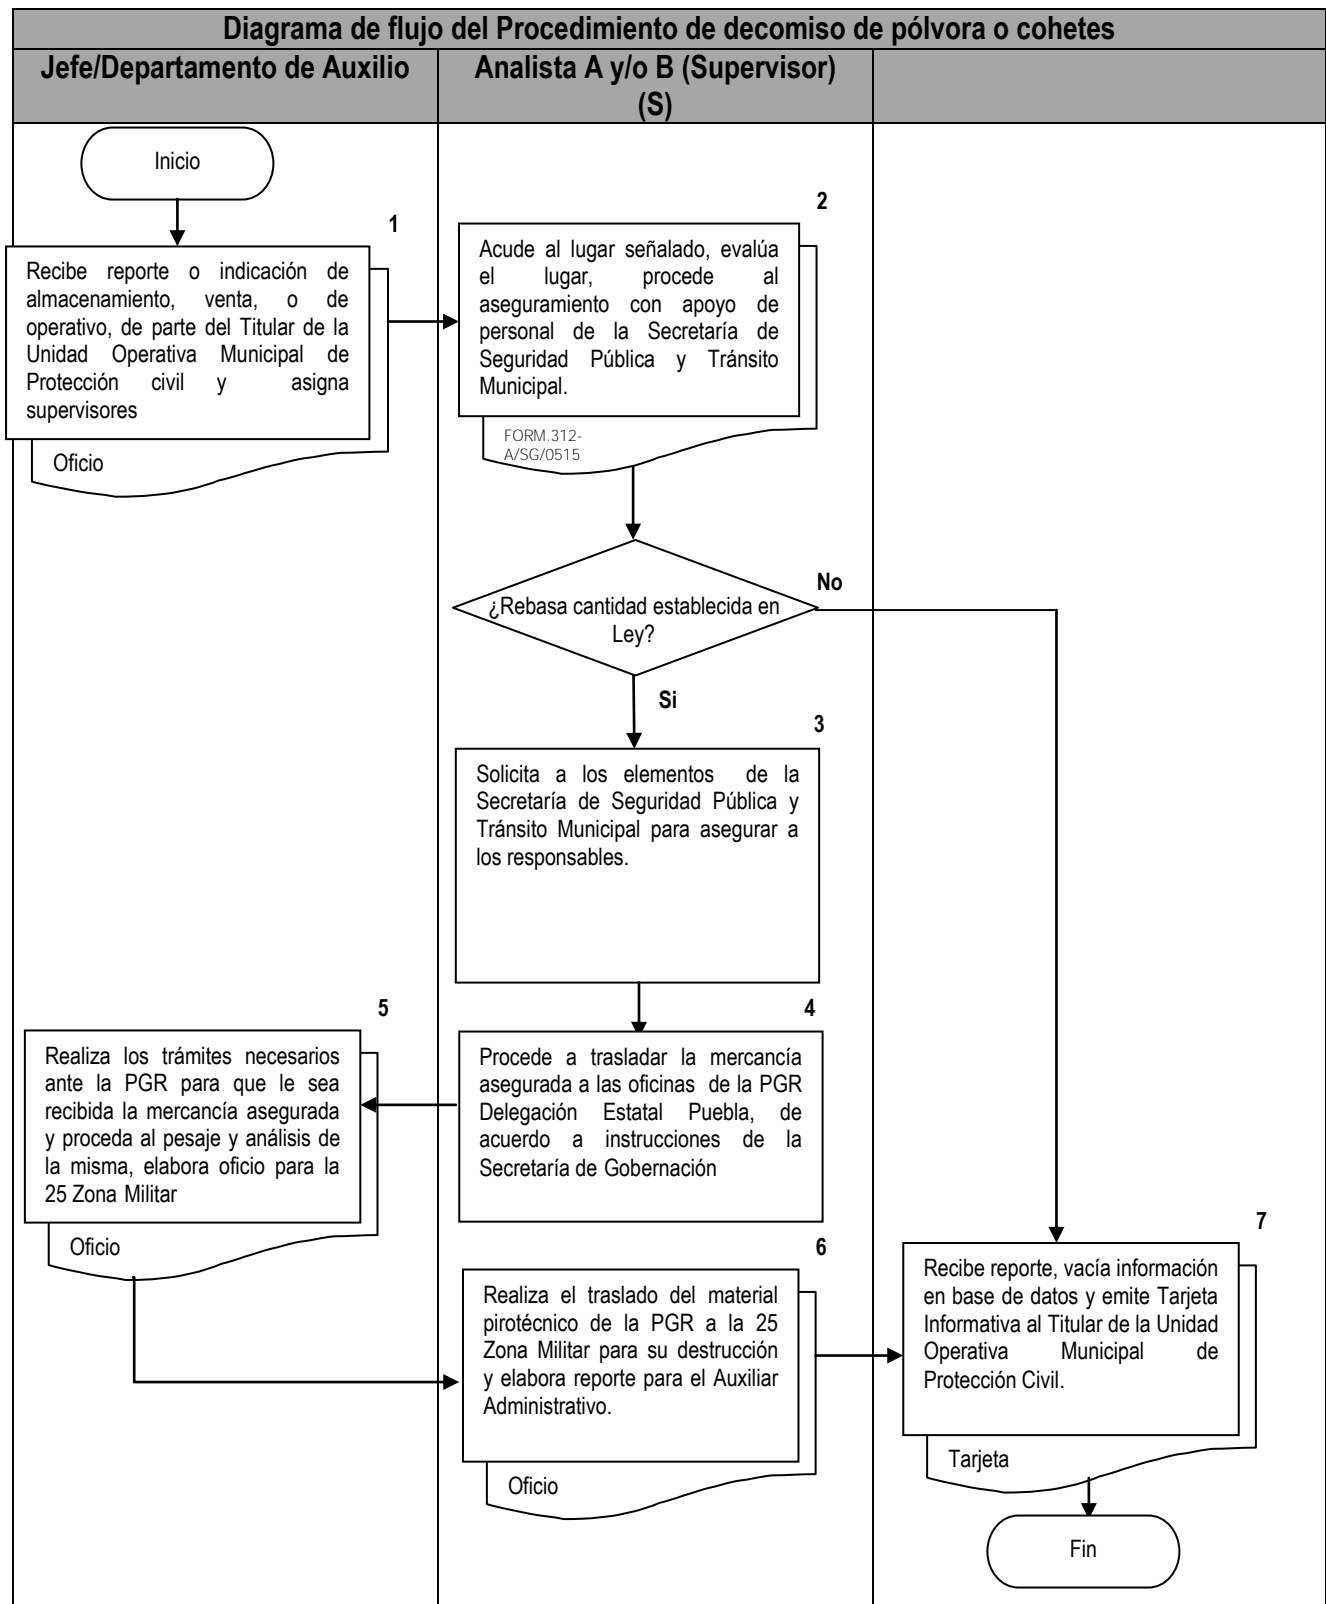 Diagrama de flujo del Procedimiento de decomiso de pólvora o cohetes
Jefe/Departamento de Auxilio
Analista A y/o B (Supervisor)
(S)
Inicio
1
Recibe reporte o indicación de
almacenamiento, venta, o de
operativo, de parte del Titular de la
Unidad Operativa Municipal de
Protección civil y asigna
supervisores
Oficio
2
Acude al lugar señalado, evalúa
el lugar, procede al
aseguramiento con apoyo de
personal de la Secretaría de
Seguridad Pública y Tránsito
Municipal.
FORM.312-
A/SG/0515
¿Rebasa cantidad establecida en
Ley?
No
Si
3
Solicita a los elementos de la
Secretaría de Seguridad Pública y
Tránsito Municipal para asegurar a
los responsables.
4
Procede a trasladar la mercancía
asegurada a las oficinas de la PGR
Delegación Estatal Puebla, de
acuerdo a instrucciones de la
Secretaría de Gobernación
5
Realiza los trámites necesarios
ante la PGR para que le sea
recibida la mercancía asegurada
y proceda al pesaje y análisis de
la misma, elabora oficio para la
25 Zona Militar
Oficio
6
Realiza el traslado del material
pirotécnico de la PGR a la 25
Zona Militar para su destrucción
y elabora reporte para el Auxiliar
Administrativo.
Oficio
7
Recibe reporte, vacía información
en base de datos y emite Tarjeta
Informativa al Titular de la Unidad
Operativa Municipal de
Protección Civil.
Tarjeta
Fin